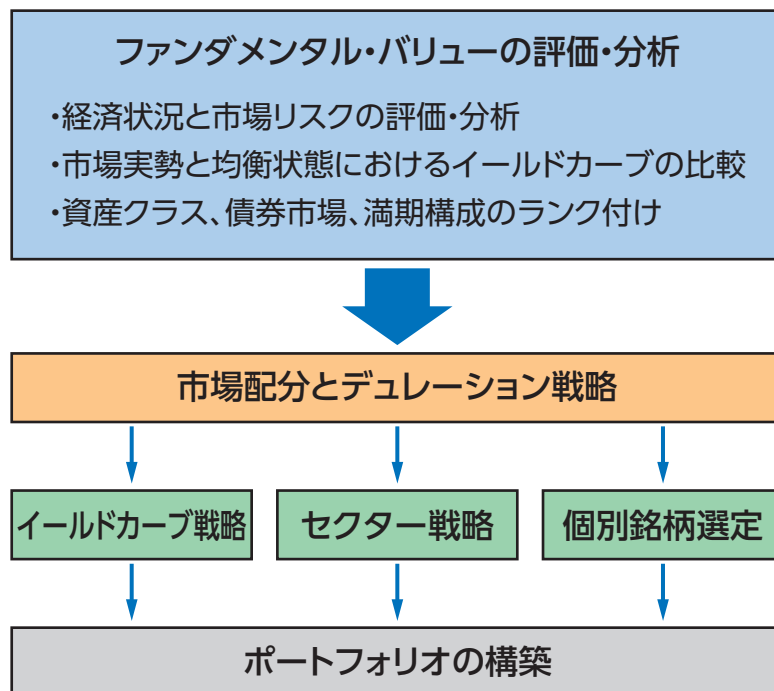 ファンダメンタル・バリューの評価・分析
・経済状況と市場リスクの評価・分析
・市場実勢と均衡状態におけるイールドカーブの比較
・資産クラス、債券市場、満期構成のランク付け
市場配分とデュレーション戦略
イールドカーブ戦略
セクター戦略
個別銘柄選定
ポートフォリオの構築